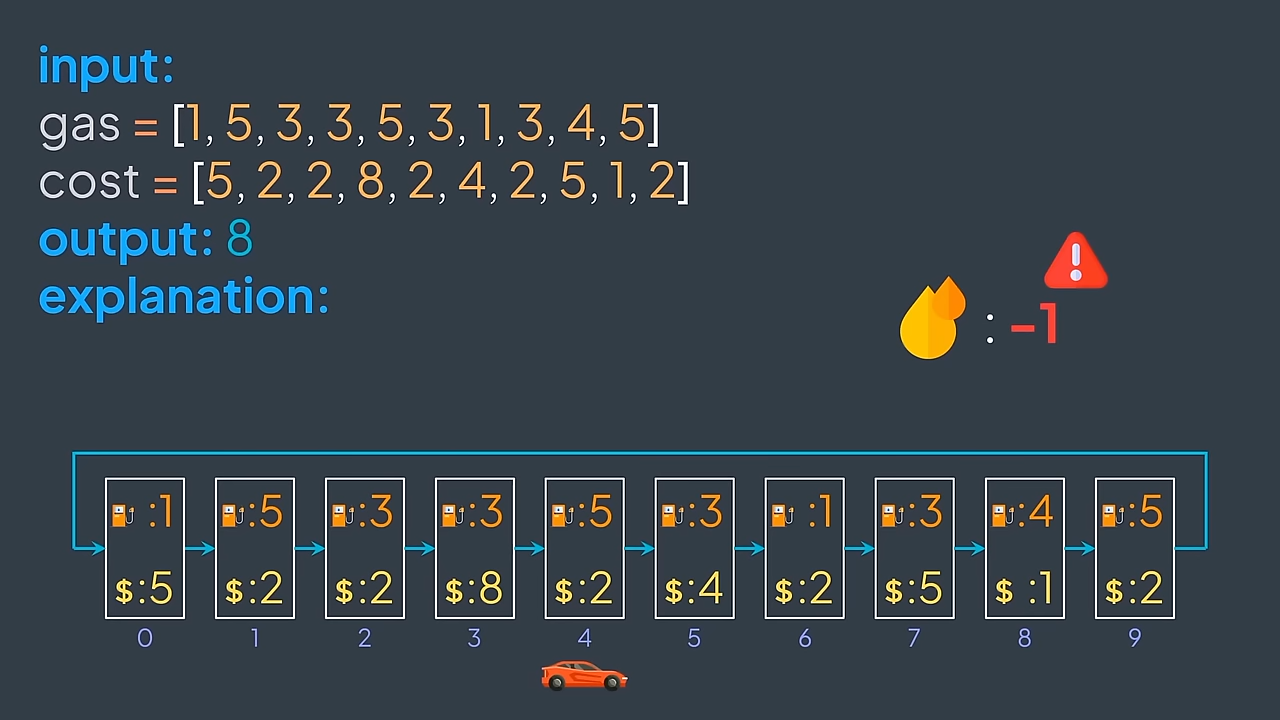 input:
gas = [1, 5, 3, 3, 5, 3, 1, 3, 4, 5]
cost = [5, 2, 2, 8, 2, 4, 2, 5, 1, 2]
output: 8
explanation:
: -1
:1 :5 :3 :3 :5 :3 :1 :3 :4 :5
$:5 $:2 $:2 $:8 $:2 $:4 $:2 $:5 $ :1 $:2
0 1 2 3 4 5 6 7 8 9